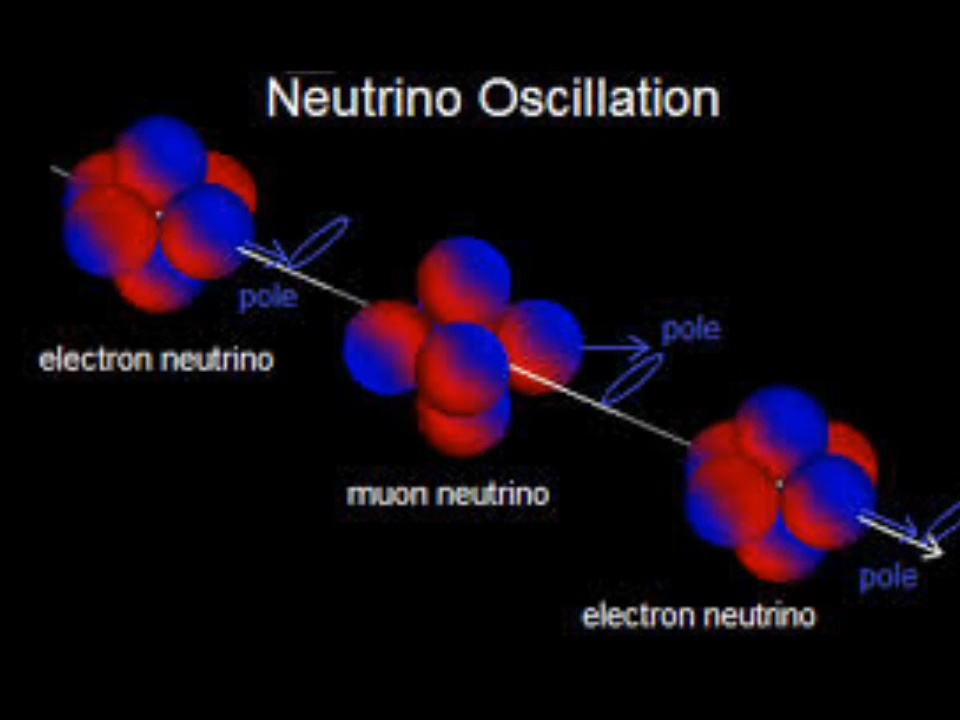 Neutrino Oscillation
pole
electron neutrino
pole
muon neutrino
pole
electron neutrino